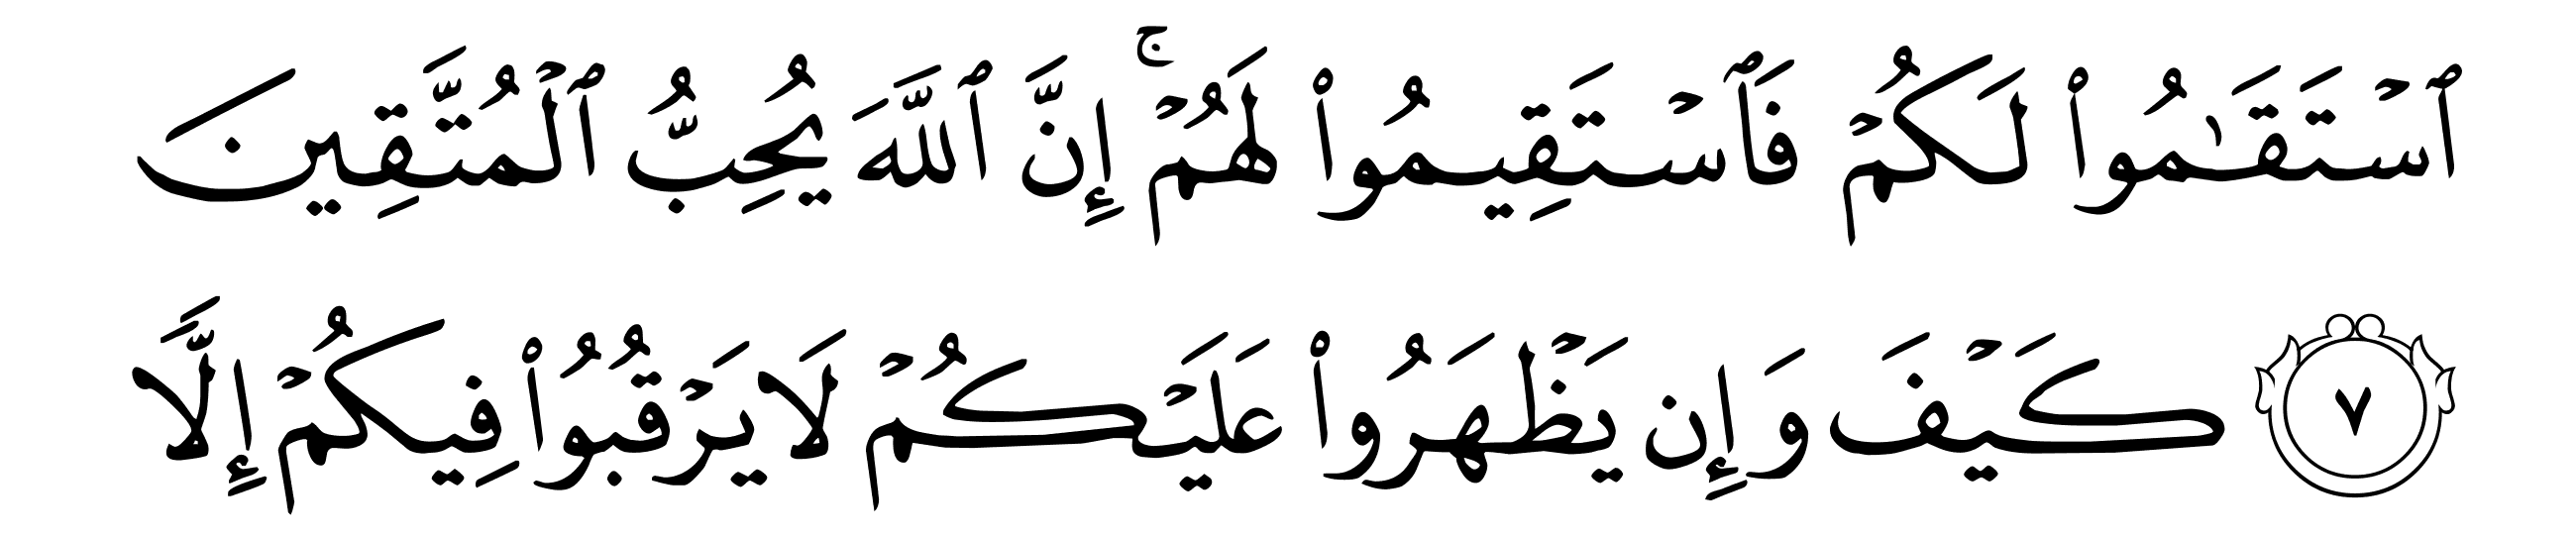 ٱسْتَقَـٰمُوا۟ لَكُمْ فَٱسْتَقِيمُوا۟ لَهُمْ ۚ إِنَّ ٱللَّهَ يُحِبُّ ٱلْمُتَّقِينَ
٧ كَيْفَ وَإِن يَظْهَرُوا۟ عَلَيْكُمْ لَا يَرْقُبُوا۟ فِيكُمْ إِلًّا